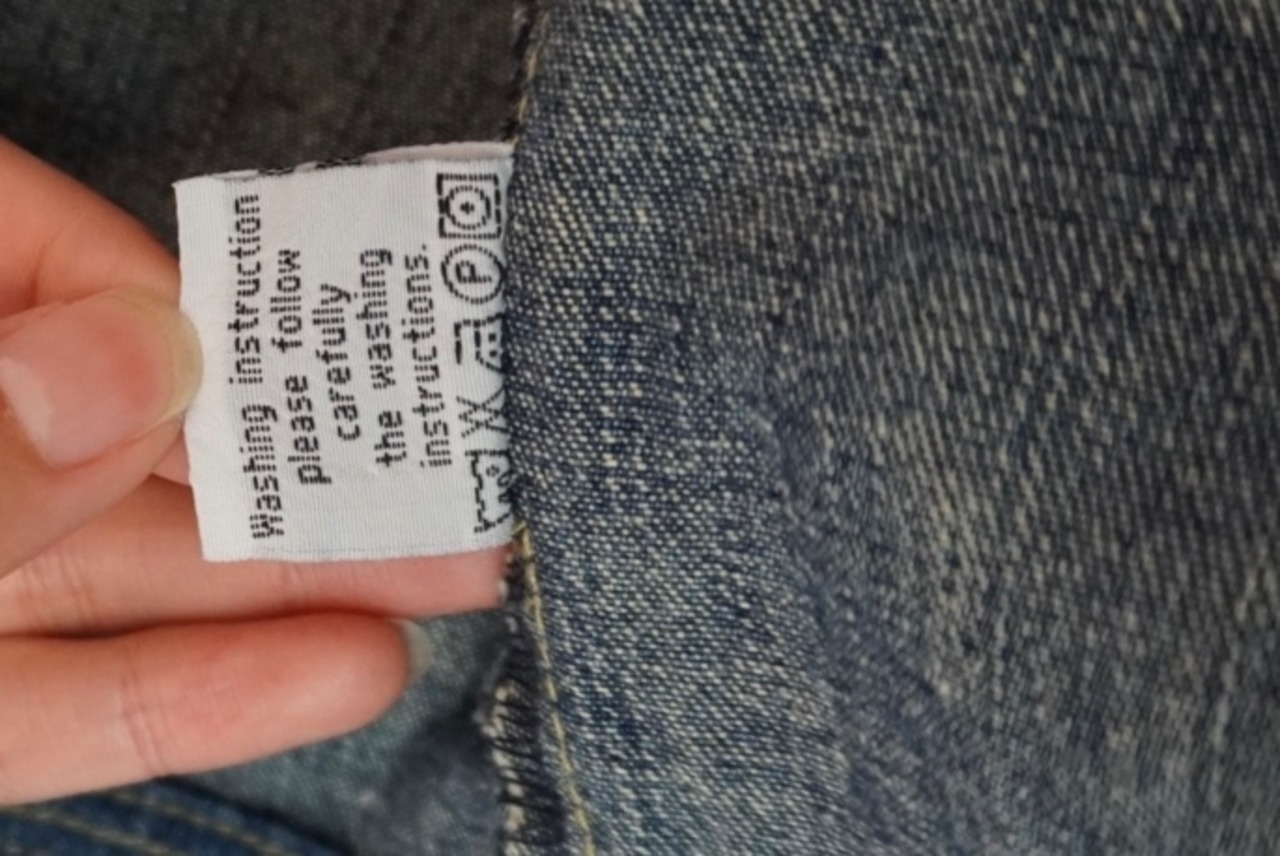 Washing instruction
please follow
carefully
the washing
instructions.
P